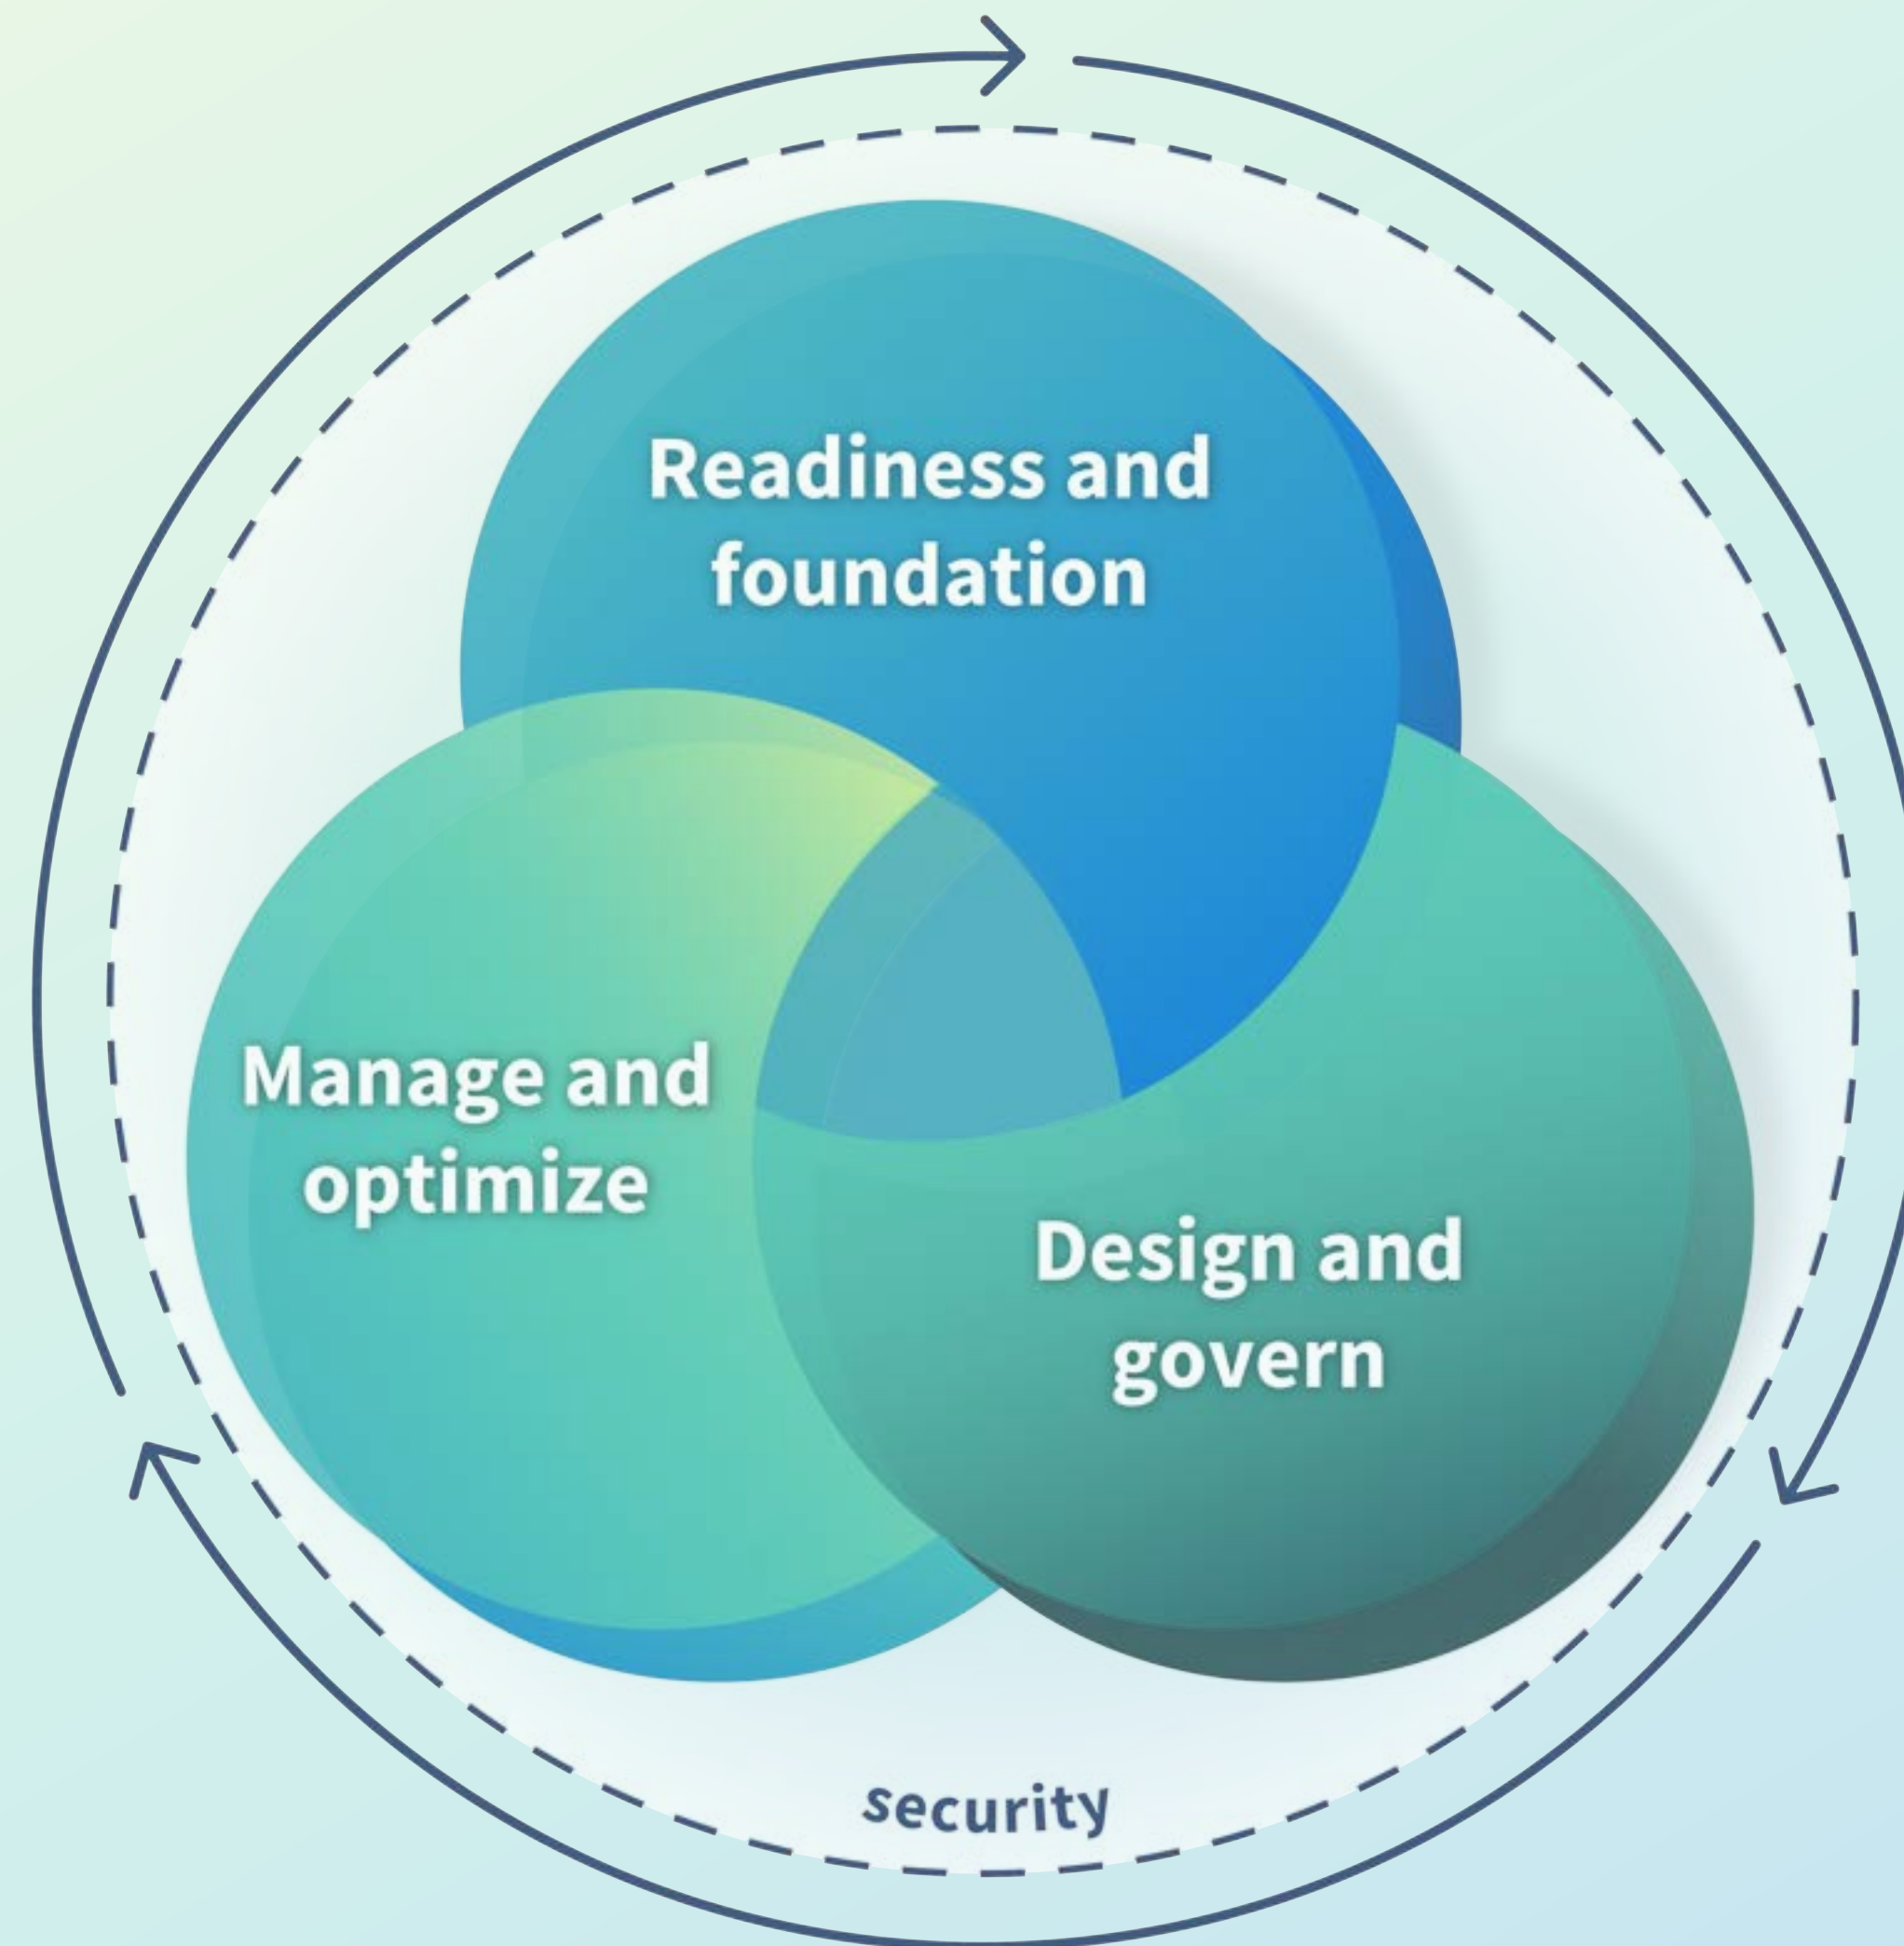 Readiness and
foundation
Manage and
optimize
Design and
govern
security